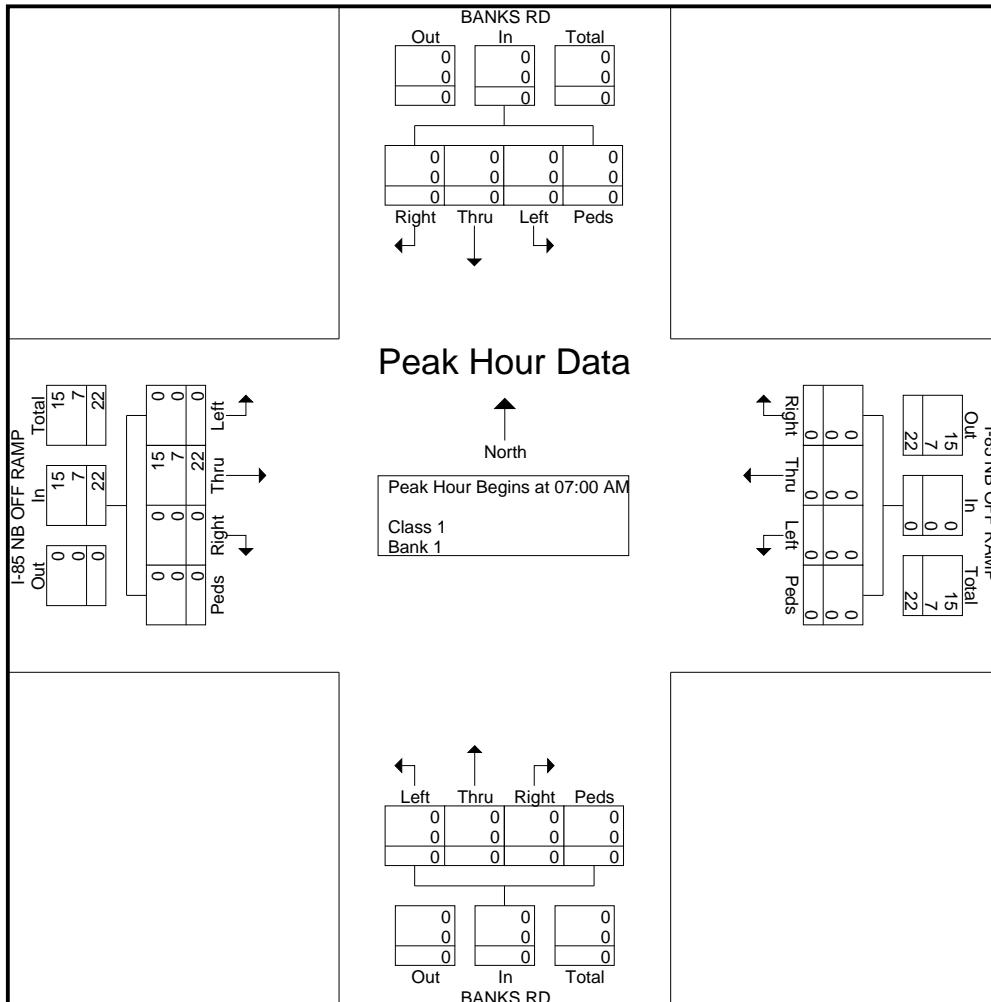 BANKS RD
Out In Total
0 0 0
0 0 0
0 0 0
0 0 0 0
0 0 0 0
0 0 0 0
Right Thru Left Peds
Peak Hour Data
North
Peak Hour Begins at 07:00 AM
Class 1
Bank 1
I-85 NB OFF RAMP
Total In Out
15 15 0
7 7 0
22 22 0
0 15 0 0
0 7 0 0
0 22 0 0
Left Thru Right Peds
Right Thru Left Peds
0 0 0 0
0 0 0 0
0 0 0 0
22 0 22
7 0 7
15 0 15
Out In Total
I-85 NB OFF RAMP
Left Thru Right Peds
0 0 0 0
0 0 0 0
0 0 0 0
0 0 0
0 0 0
0 0 0
Out In Total
BANKS RD